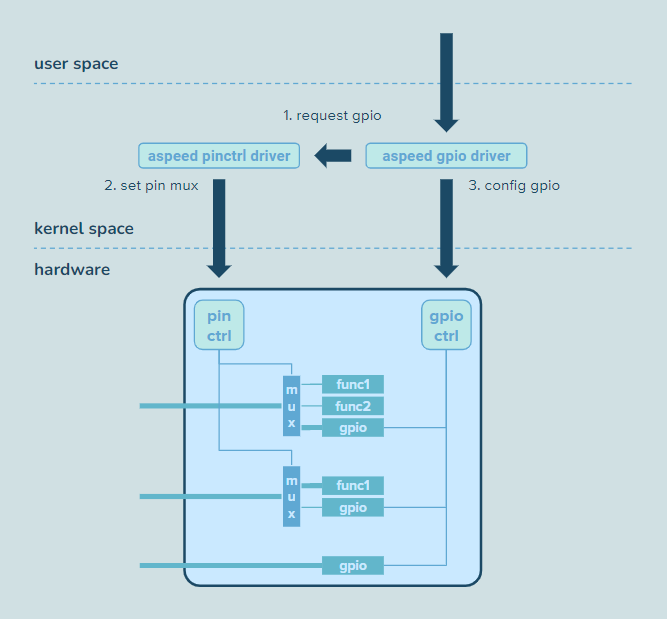 user space
1. request gpio
aspeed pinctrl driver
aspeed gpio driver
2. set pin mux
3. config gpio
kernel space
hardware
pin
ctrl
gpio
ctrl
mux
func1
func2
gpio
mux
func1
gpio
gpio